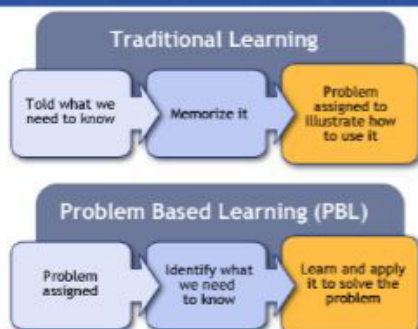 Traditional Learning
Told what we
need to know
Memorize it
Problem
assigned to
illustrate how
to use it
Problem Based Learning (PBL)
Problem
assigned
Identify what
we need
to know
Learn and apply
it to solve the
problem